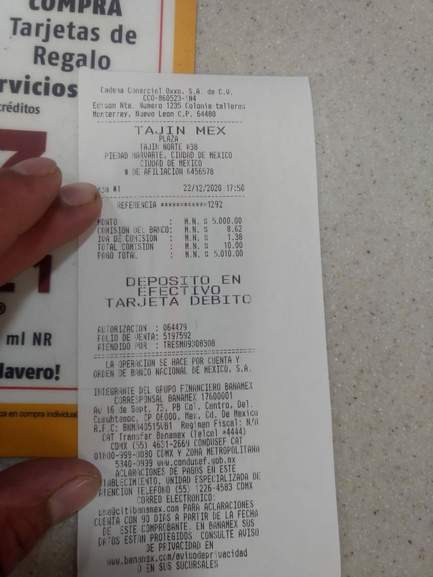 COMPRA
Tarjetas de
Regalo
rvicios
créditos
ml NR
lavero!
ca en compra individual
Cadena Comercial Oxxo, S.A. de C.V.
CCO-860523-1N4
Edison Nte. Numero 1235 Colonia talleres
Monterrey, Nuevo Leon C.P. 64480
TAJIN MEX
PLAZA
TAJIN NORTE #38
PIEDAD NARVARTE, CIUDAD DE MEXICO
CIUDAD DE MEXICO
# DE AFILIACION 6456578
#1 22/12/2020 17:50
REFERENCIA ************1292
MONTO : M.N. $ 5,000.00
COMISION DEL BANCO: M.N. $ 8.62
IVA DE COMISION : M.N. $ 1.38
TOTAL COMISION : M.N. $ 10.00
PAGO TOTAL : M.N. $ 5,010.00
DEPOSITO EN
EFECTIVO
TARJETA DEBITO
AUTORIZACION : 064479
FOLIO DE VENTA: 5197592
ATENDIDO POR :
LA OPERACION SE HACE POR CUENTA Y
ORDEN DE BANCO NACIONAL DE MEXICO, S.A.
INTEGRANTE DEL GRUPO FINANCIERO BANAMEX
CORRESPONSAL BANAMEX 17600001
Av 16 de Sept. 75, PB Col. Centro, Del.
Cuauhtemoc, CP 06000, Mex, Cd. De Mexico
R.F.C: BNM840515VB1 Regimen Fiscal: N/A
CAT Transfer Banamex (Telcel *4444)
CDMX (55) 4631-2664 CONDUSEF CAT
01800-999-8080 CDMX Y ZONA METROPOLITANA
5340-0999 www.condusef.gob.mx
ACLARACIONES DE PAGOS EN ESTE
ESTABLECIMIENTO, UNIDAD ESPECIALIZADA DE
ATENCION TELEFONO (55) 1226-4583 CDMX
CORREO ELECTRONICO:
une@citibanamex.com PARA ACLARACIONES
CUENTA CON 90 DIAS A PARTIR DE LA FECHA
DE ESTE COMPROBANTE. EN BANAMEX SUS
DATOS ESTAN PROTEGIDOS CONSULTE AVISO
DE PRIVACIDAD EN
www.banamex.com/avisodeprivacidad
O EN SUS SUCURSALES